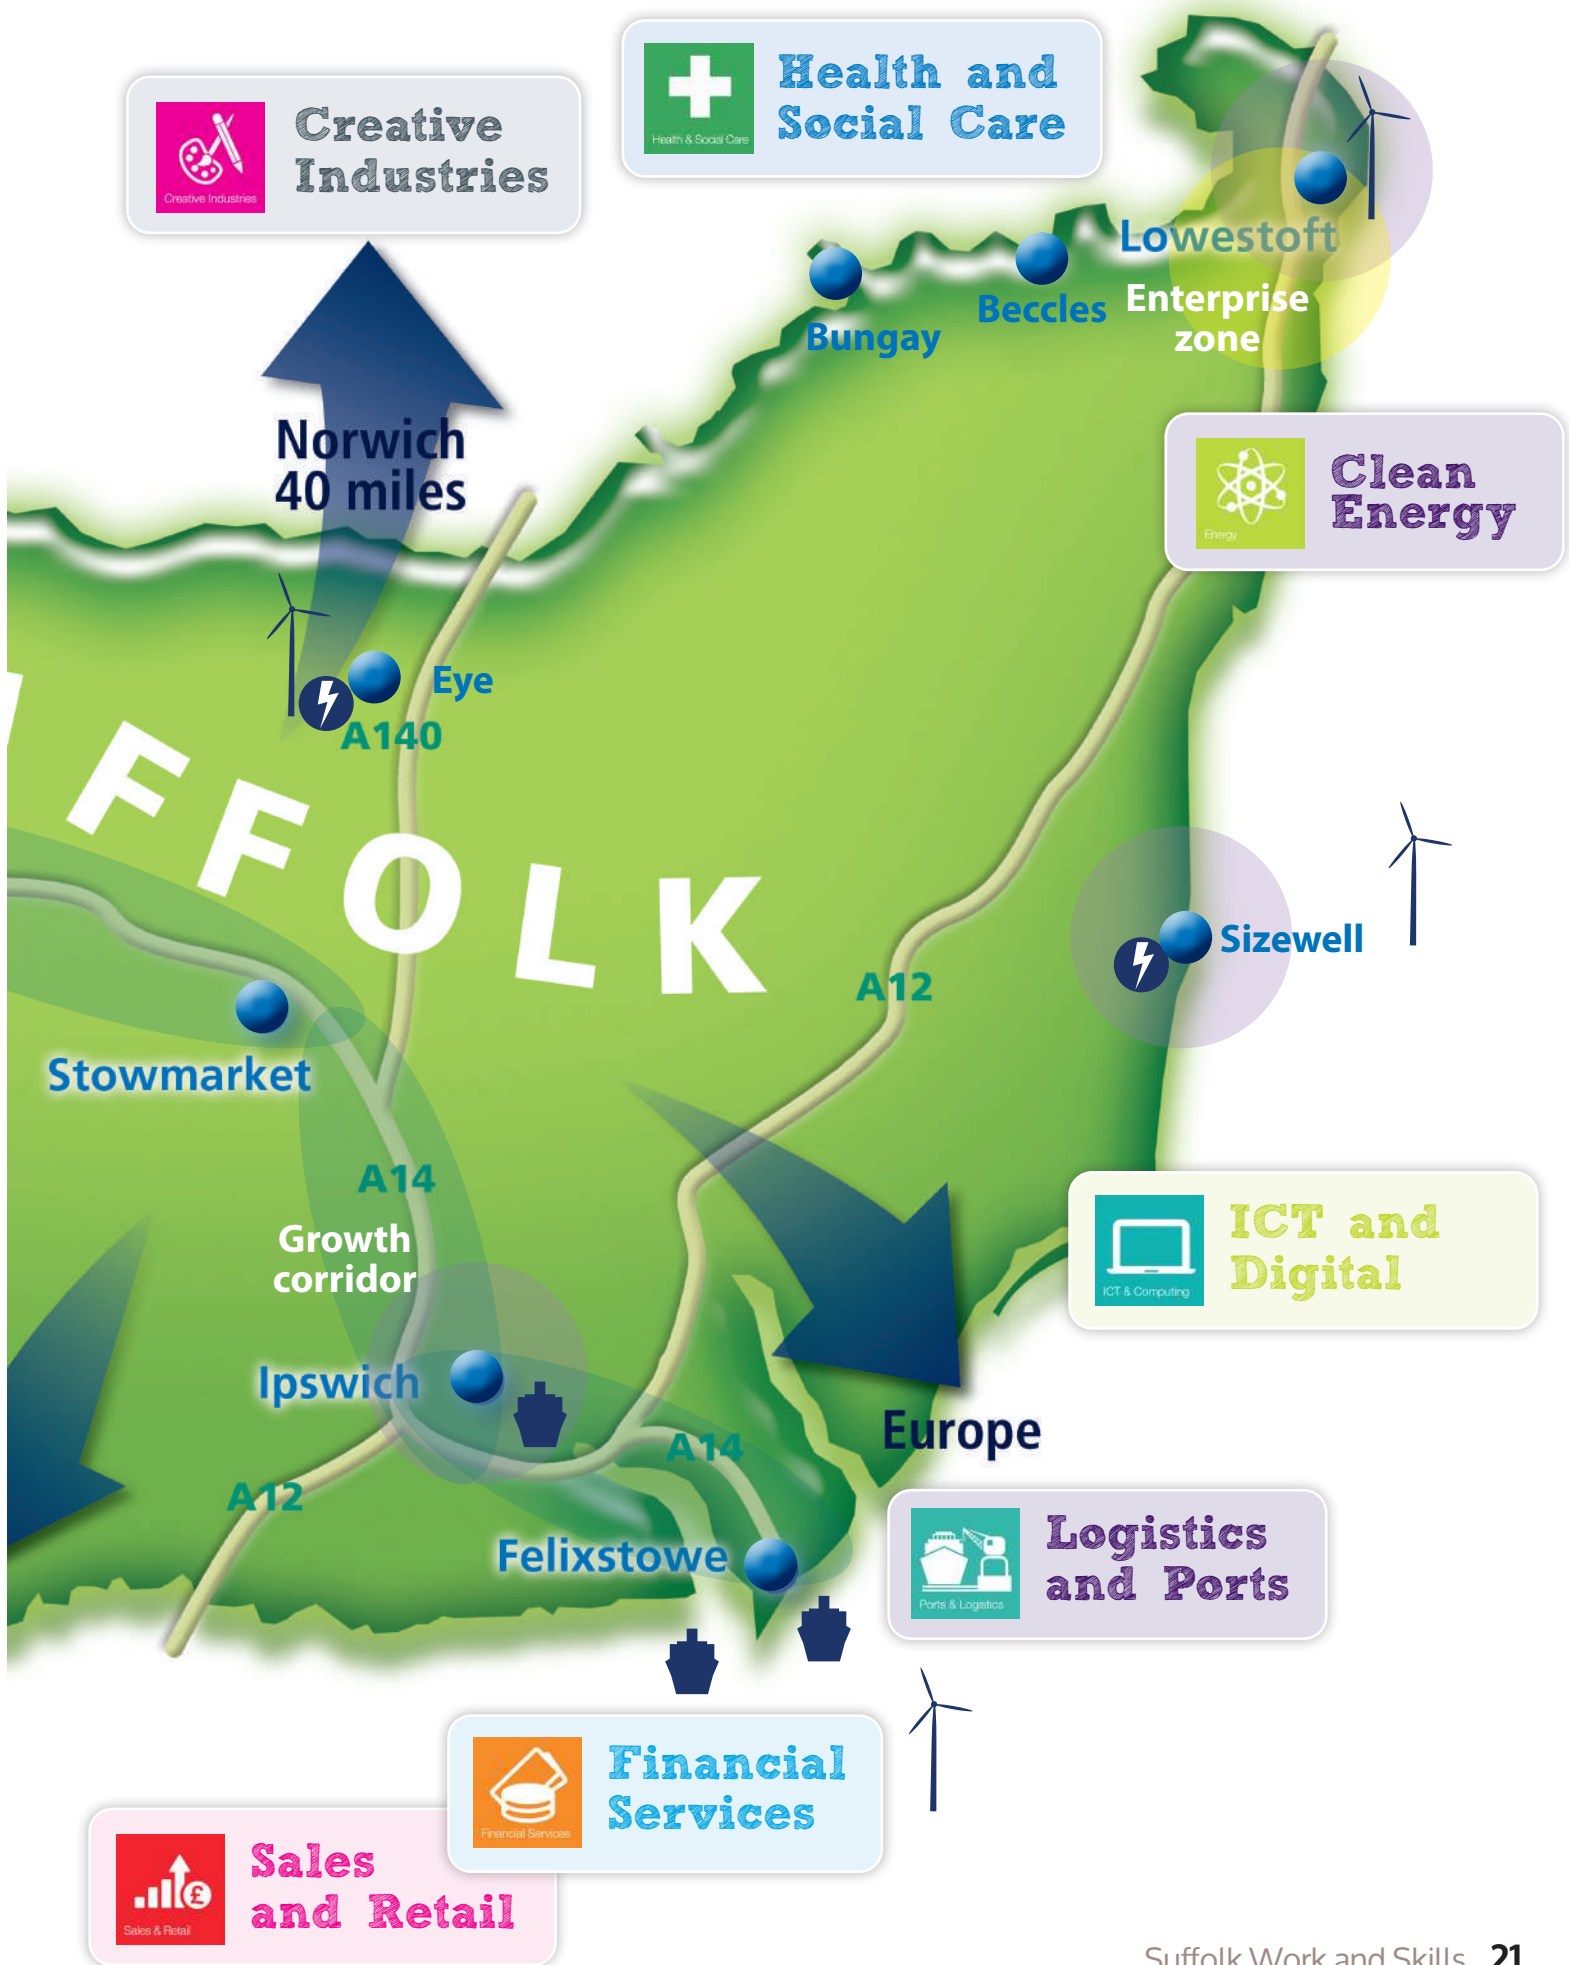 Health and
Social Care
Health & Social Care
Creative
Industries
Creative Industries
Lowestoft
Enterprise
zone
Beccles
Bungay
Norwich
40 miles
Clean
Energy
Energy
Eye
A140
FFOLK
Sizewell
A12
Stowmarket
A14
Growth
corridor
ICT and
Digital
ICT & Computing
Ipswich
Europe
A14
A12
Felixstowe
Logistics
and Ports
Ports & Logistics
Financial
Services
Financial Services
Sales
and Retail
Sales & Retail
£
Suffolk Work and Skills 21